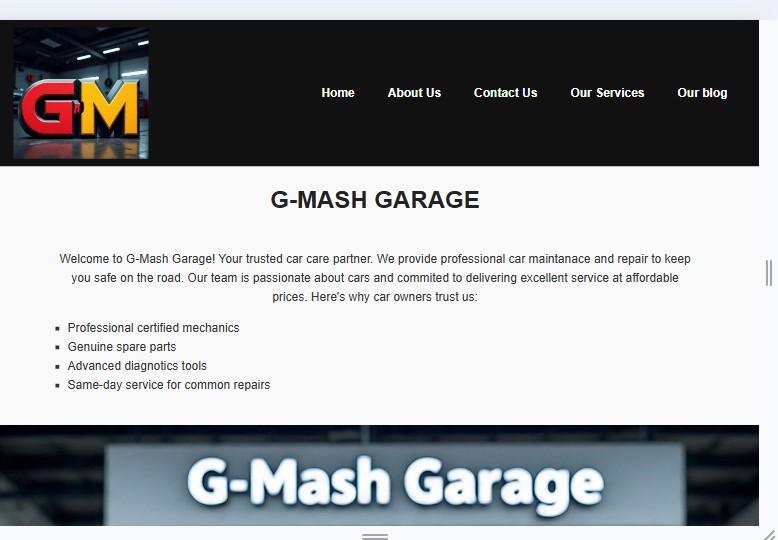 GM
Home About Us Contact Us Our Services Our blog
G-MASH GARAGE
Welcome to G-Mash Garage! Your trusted car care partner. We provide professional car maintanace and repair to keep
you safe on the road. Our team is passionate about cars and commited to delivering excellent service at affordable
prices. Here's why car owners trust us:
Professional certified mechanics
Genuine spare parts
Advanced diagnotics tools
Same-day service for common repairs
G-Mash Garage